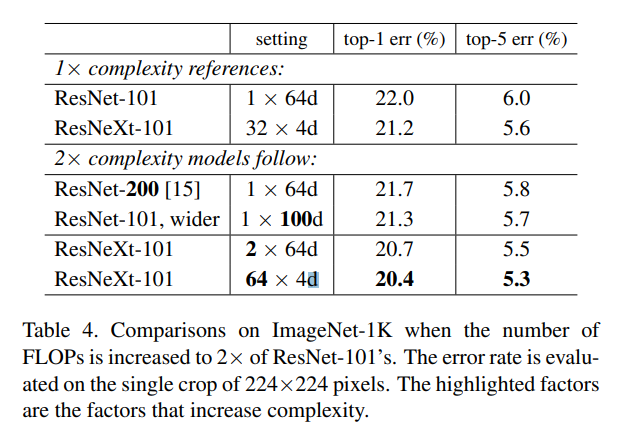 setting top-1 err (%) top-5 err (%)
1× complexity references:
ResNet-101 1 × 64d 22.0 6.0
ResNeXt-101 32 × 4d 21.2 5.6
2× complexity models follow:
ResNet-200 [15] 1 × 64d 21.7 5.8
ResNet-101, wider 1 × 100d 21.3 5.7
ResNeXt-101 2 × 64d 20.7 5.5
ResNeXt-101 64 × 4d 20.4 5.3
Table 4. Comparisons on ImageNet-1K when the number of
FLOPs is increased to 2× of ResNet-101's. The error rate is evalu-
ated on the single crop of 224×224 pixels. The highlighted factors
are the factors that increase complexity.